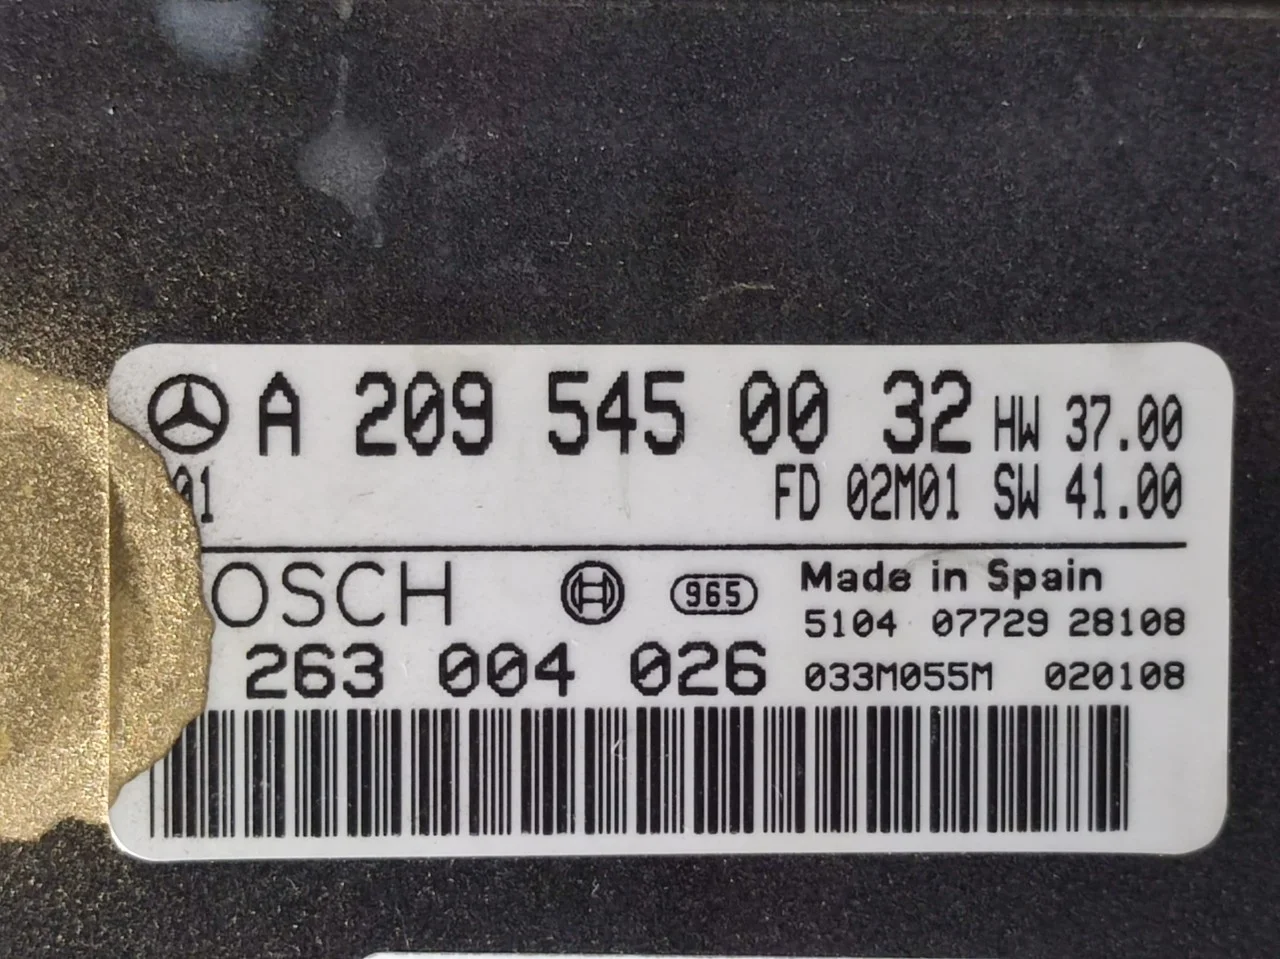 A 209 545 00 32 HW 37.00
01 FD 02M01 SW 41.00
OSCH 965 Made in Spain
5104 07729 28108
263 004 026 033M055M 020108